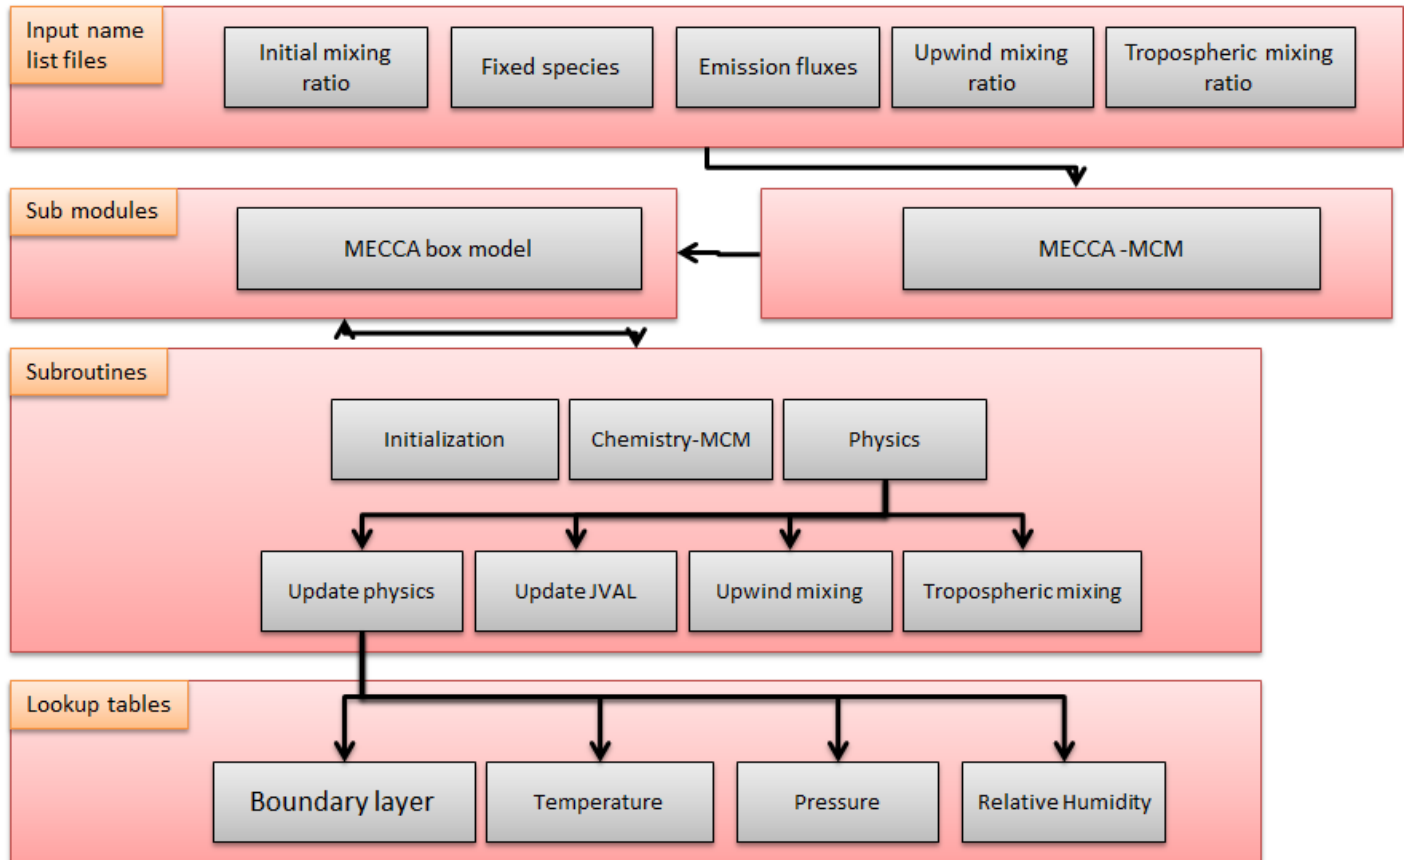 Input name
list files
Initial mixing
ratio
Fixed species
Emission fluxes
Upwind mixing
ratio
Tropospheric mixing
ratio
Sub modules
MECCA box model
MECCA -MCM
Subroutines
Initialization
Chemistry-MCM
Physics
Update physics
Update JVAL
Upwind mixing
Tropospheric mixing
Lookup tables
Boundary layer
Temperature
Pressure
Relative Humidity